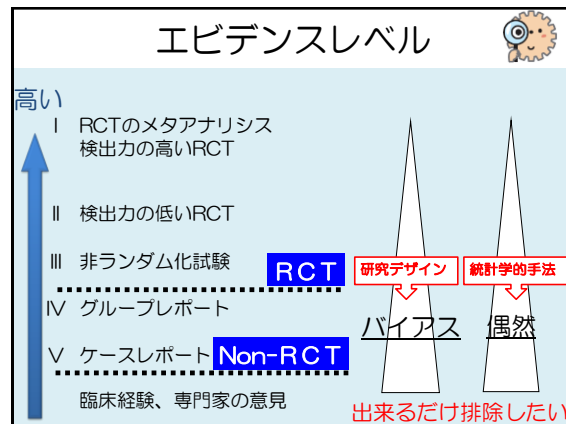 エビデンスレベル
高い
Ⅰ RCTのメタアナリシス
検出力の高いRCT
Ⅱ 検出力の低いRCT
Ⅲ 非ランダム化試験
RCT
Ⅳ グループレポート
Ⅴ ケースレポート
Non-RCT
臨床経験、専門家の意見
研究デザイン
統計学的手法
バイアス
偶然
出来るだけ排除したい